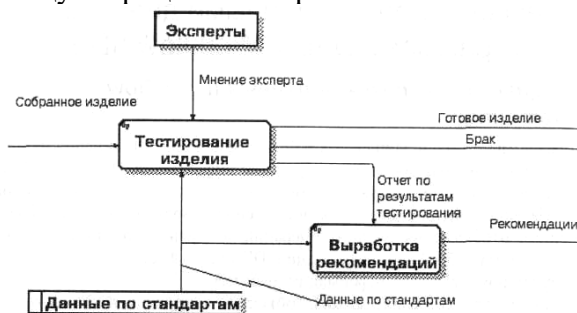 Эксперты
Мнение эксперта
Собранное изделие
Готовое изделие
Тестирование
изделия
Брак
Отчет по
результатам
тестирования
Рекомендации
Выработка
рекомендаций
Данные по стандартам
Данные по стандартам